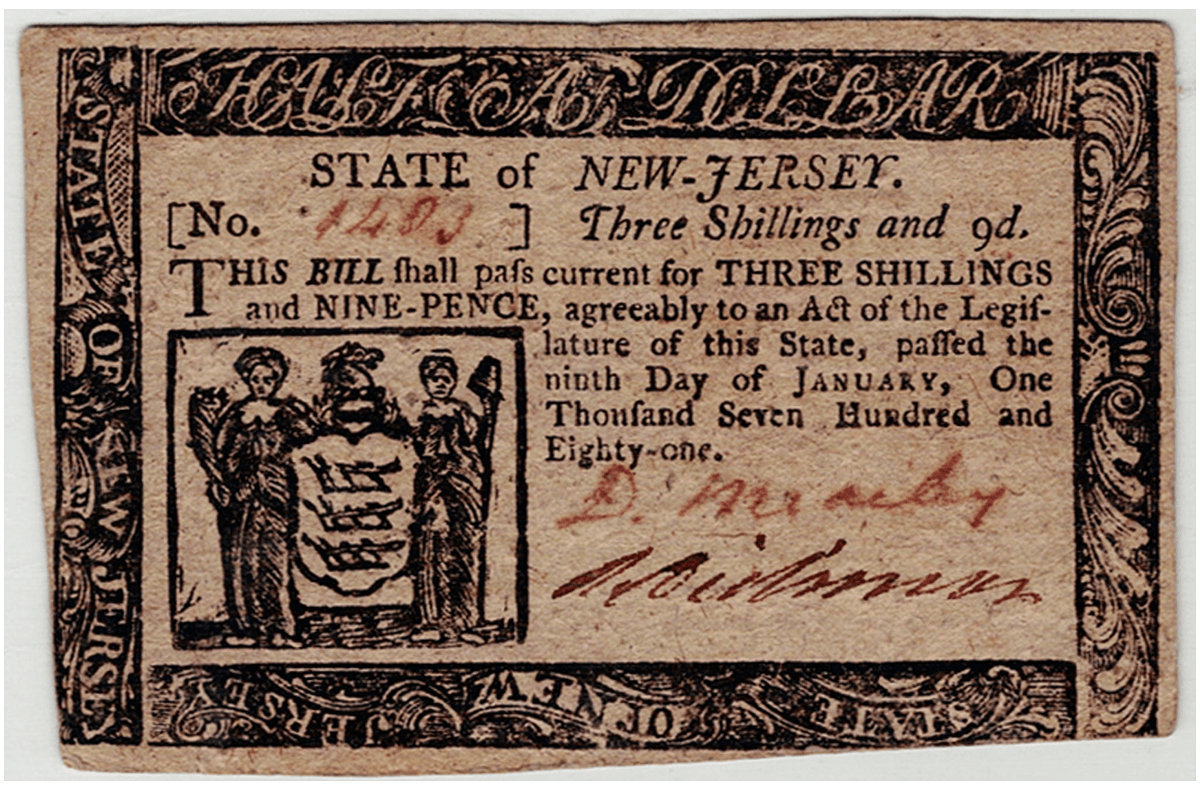 HALF A DOLLAR
STATE of NEW-JERSEY.
[No. 1483 ] Three Shillings and 9d.
THIS BILL ſhall paſs current for THREE SHILLINGS
and NINE-PENCE, agreeably to an Act of the Legiſ-
lature of this State, paſſed the
ninth Day of JANUARY, One
Thouſand Seven Hundred and
Eighty-one.
D.
STATE OF NEW JERSEY
STATE OF NEW JERSEY